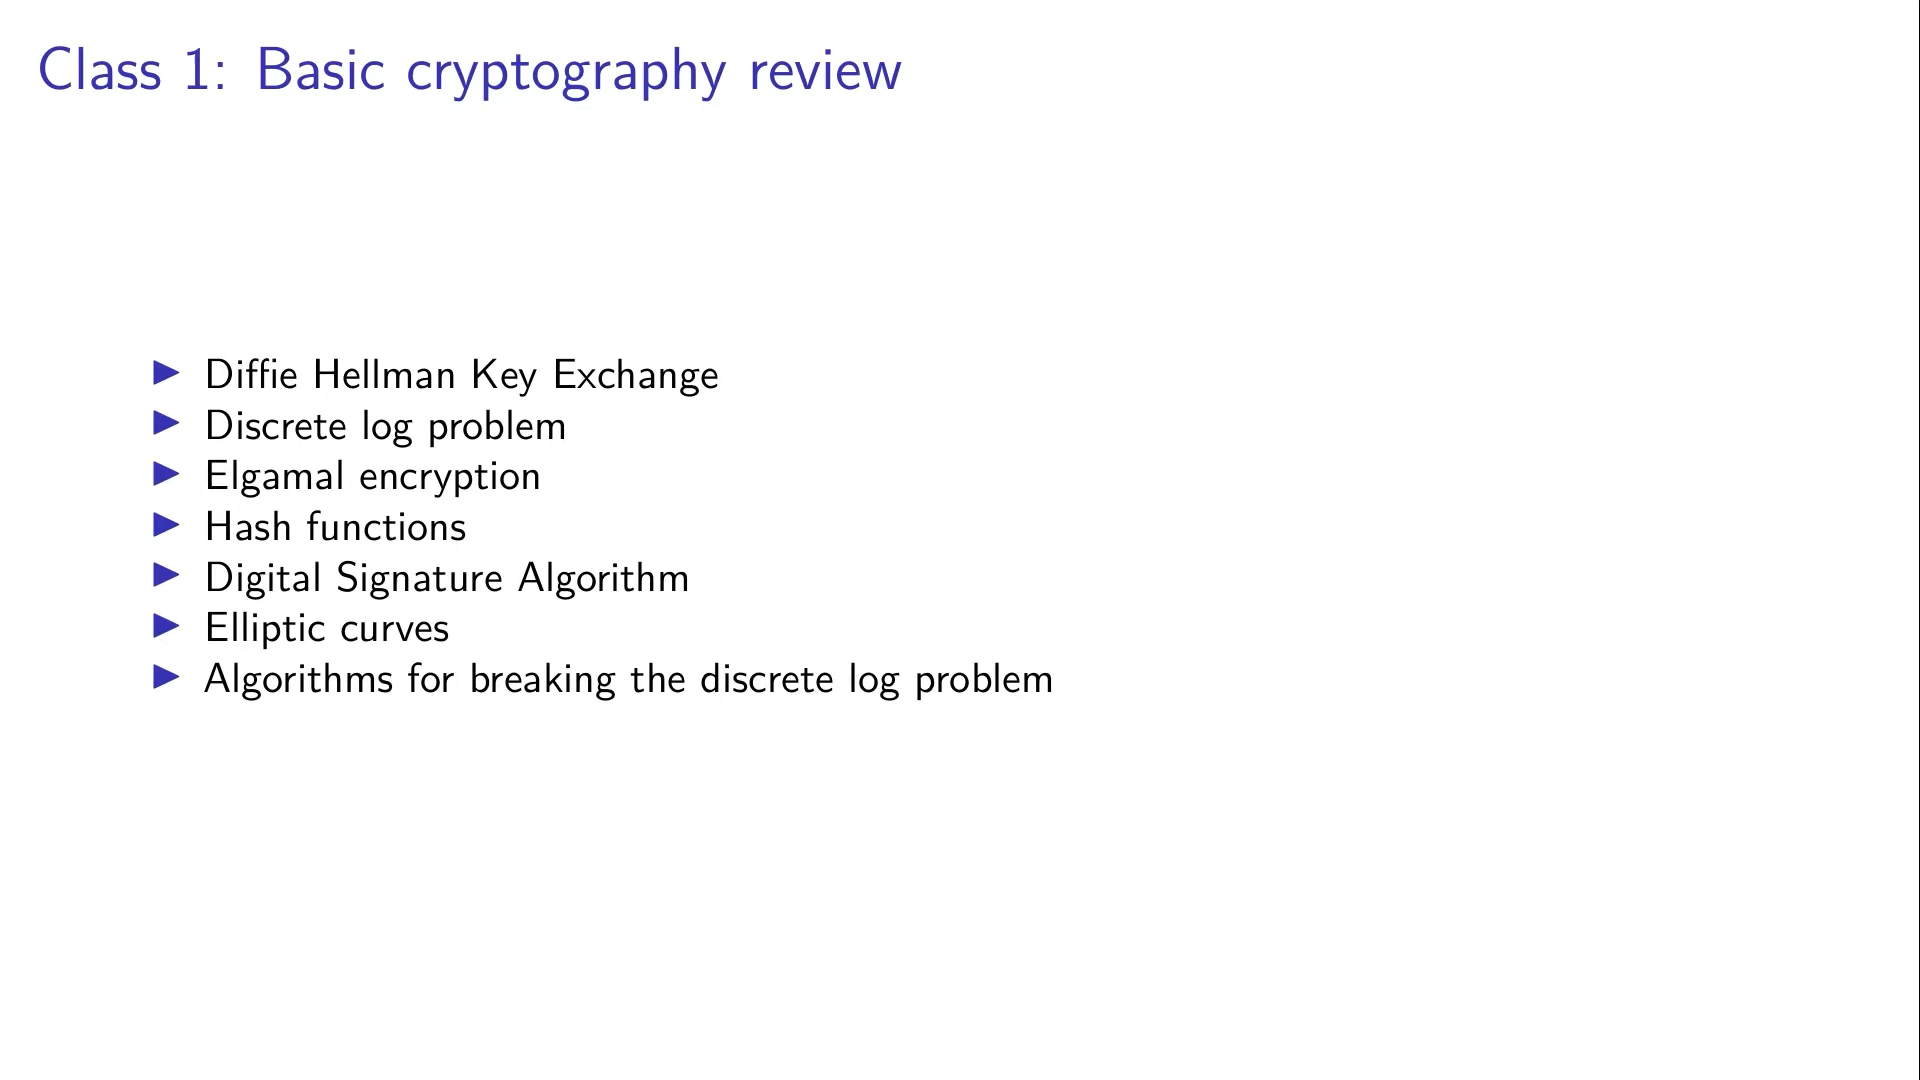 Class 1: Basic cryptography review
▶ Diffie Hellman Key Exchange
▶ Discrete log problem
▶ Elgamal encryption
▶ Hash functions
▶ Digital Signature Algorithm
▶ Elliptic curves
▶ Algorithms for breaking the discrete log problem